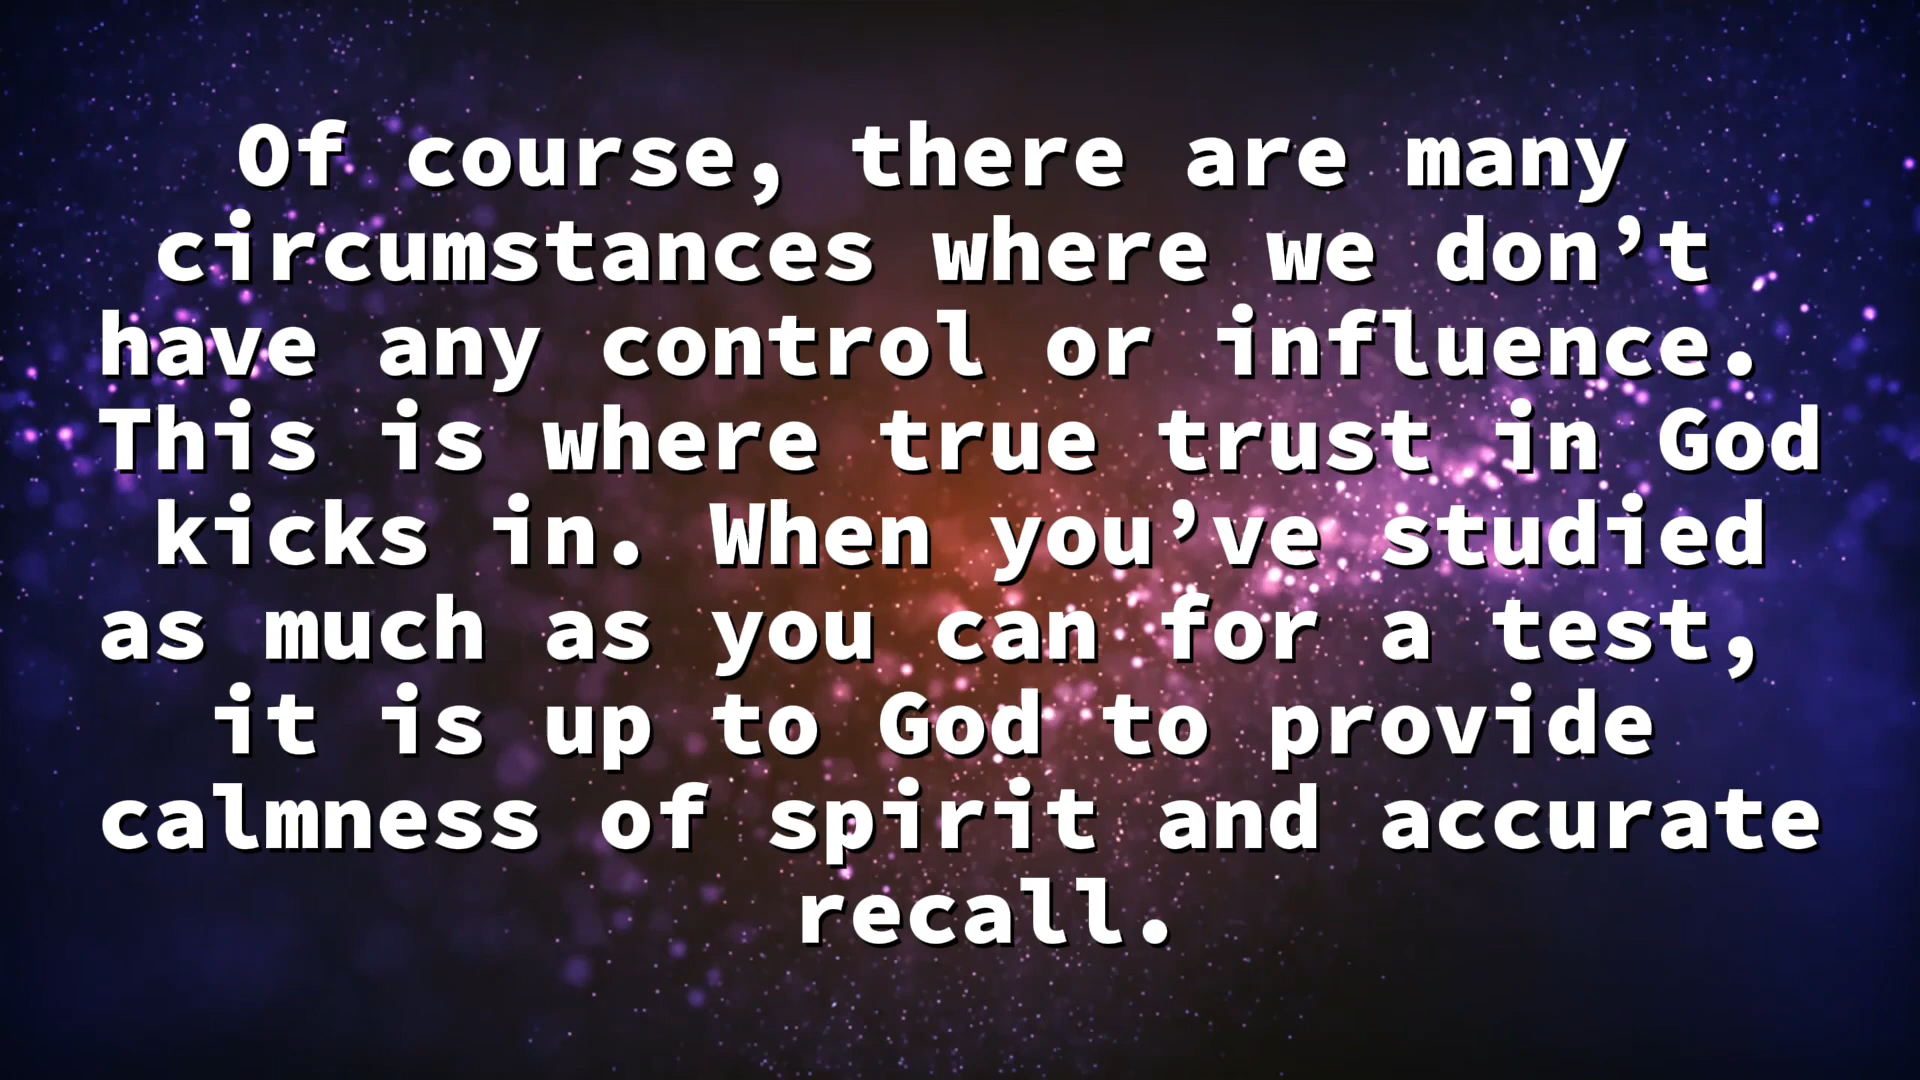 Of course, there are many
circumstances where we don’t
have any control or influence.
This is where true trust in God
kicks in. When you’ve studied
as much as you can for a test,
it is up to God to provide
calmness of spirit and accurate
recall.